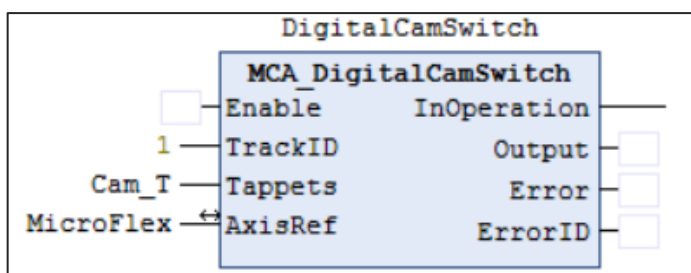 DigitalCamSwitch
MCA_DigitalCamSwitch
Enable InOperation
1 TrackID Output
Cam_T Tappets Error
MicroFlex AxisRef ErrorID